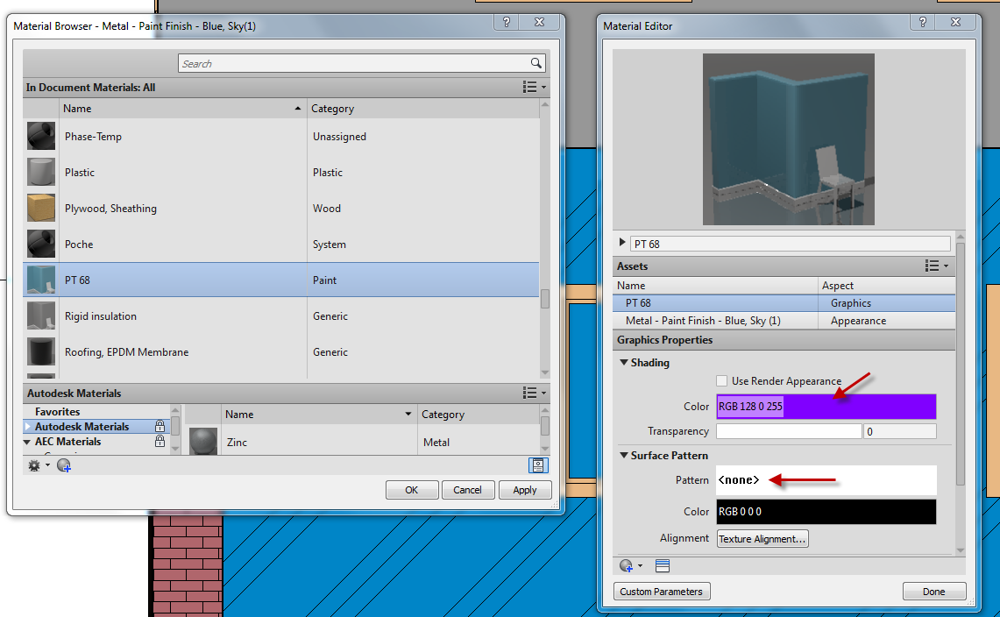 Material Browser - Metal - Paint Finish - Blue, Sky(1)
?
Search
In Document Materials: All
Name Category
Phase-Temp Unassigned
Plastic Plastic
Plywood, Sheathing Wood
Poche System
PT 68 Paint
Rigid insulation Generic
Roofing, EPDM Membrane Generic
Autodesk Materials
Favorites
Autodesk Materials
AEC Materials
Name Category
Zinc Metal
OK Cancel Apply
Material Editor
?
PT 68
Assets
Name Aspect
PT 68 Graphics
Metal - Paint Finish - Blue, Sky (1) Appearance
Graphics Properties
Shading
Use Render Appearance
Color RGB 128 0 255
Transparency 0
Surface Pattern
Pattern <none>
Color RGB 0 0 0
Alignment Texture Alignment...
Custom Parameters Done